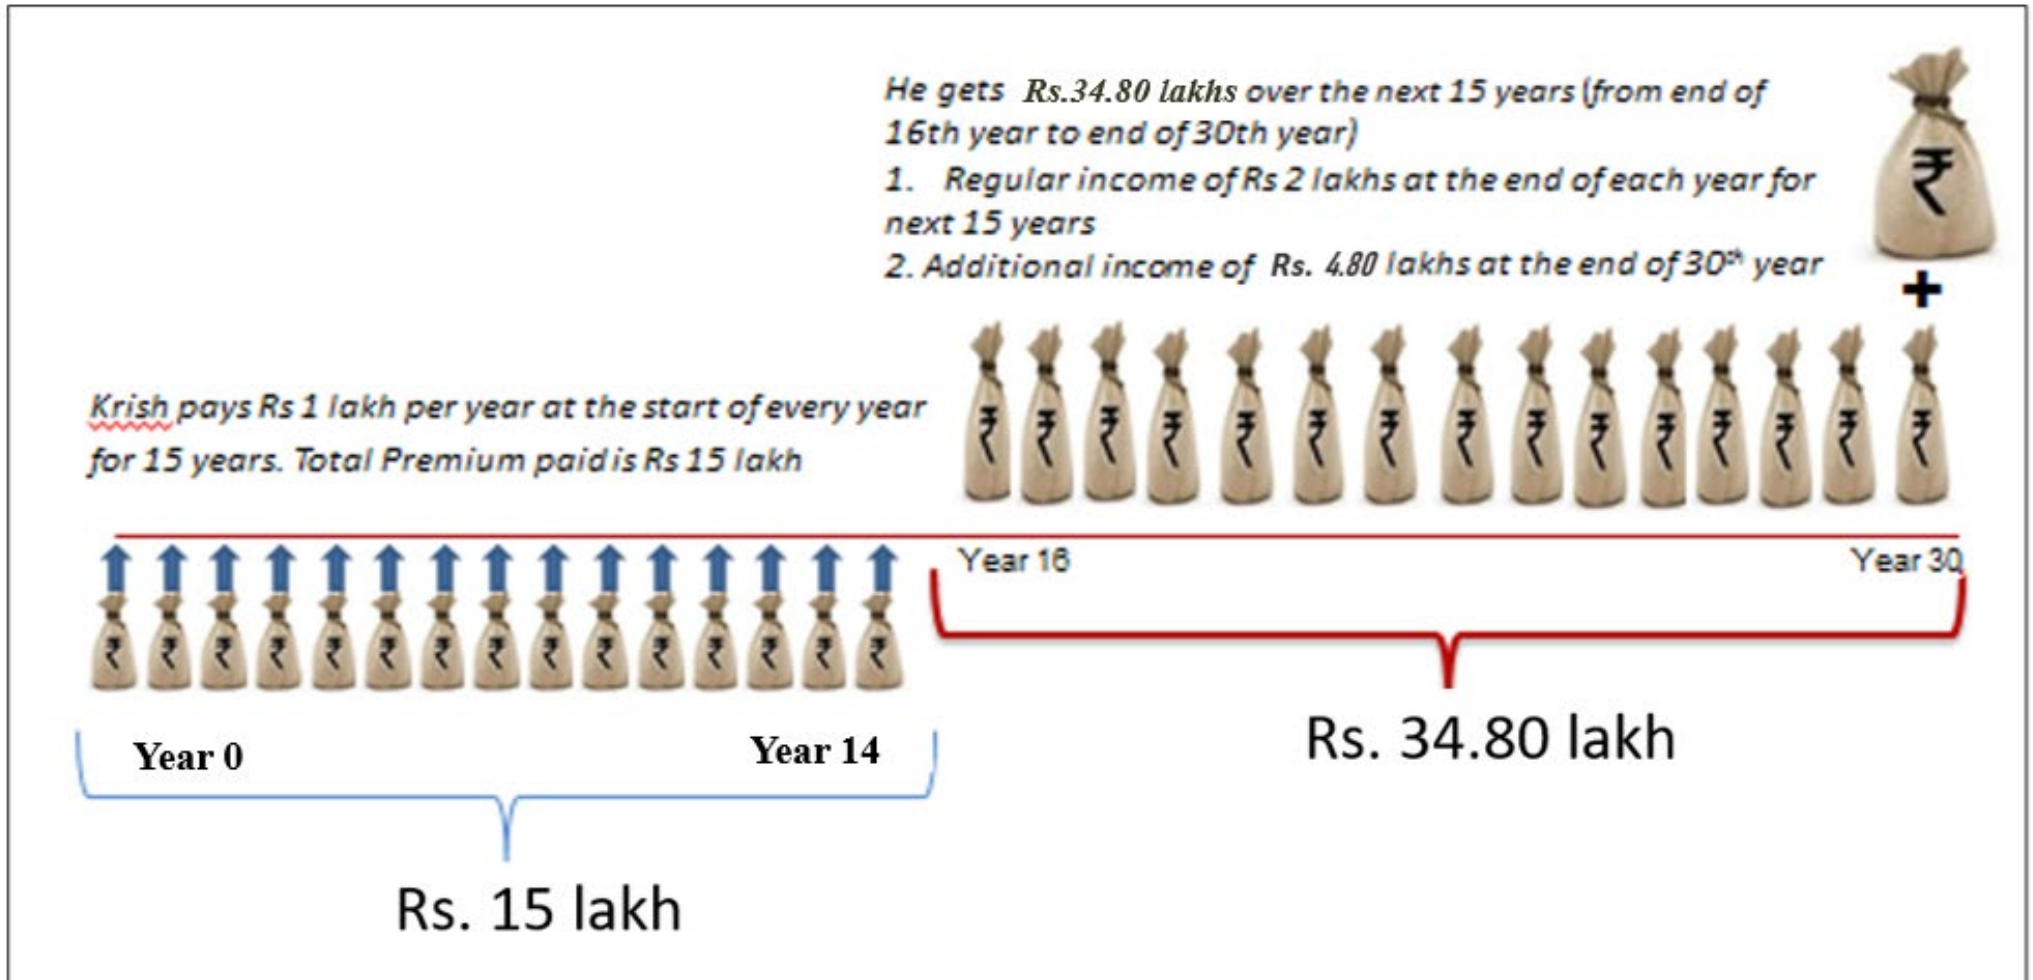 He gets Rs.34.80 lakhs over the next 15 years (from end of
16th year to end of 30th year)
1. Regular income of Rs 2 lakhs at the end of each year for
next 15 years
2. Additional income of Rs. 4.80 lakhs at the end of 30th year
₹
+
Krish pays Rs 1 lakh per year at the start of every year
for 15 years. Total Premium paid is Rs 15 lakh
₹ ₹ ₹ ₹ ₹ ₹ ₹ ₹ ₹ ₹ ₹ ₹ ₹ ₹ ₹
Year 16 Year 30
₹ ₹ ₹ ₹ ₹ ₹ ₹ ₹ ₹ ₹ ₹ ₹ ₹ ₹ ₹
Year 0 Year 14
Rs. 34.80 lakh
Rs. 15 lakh